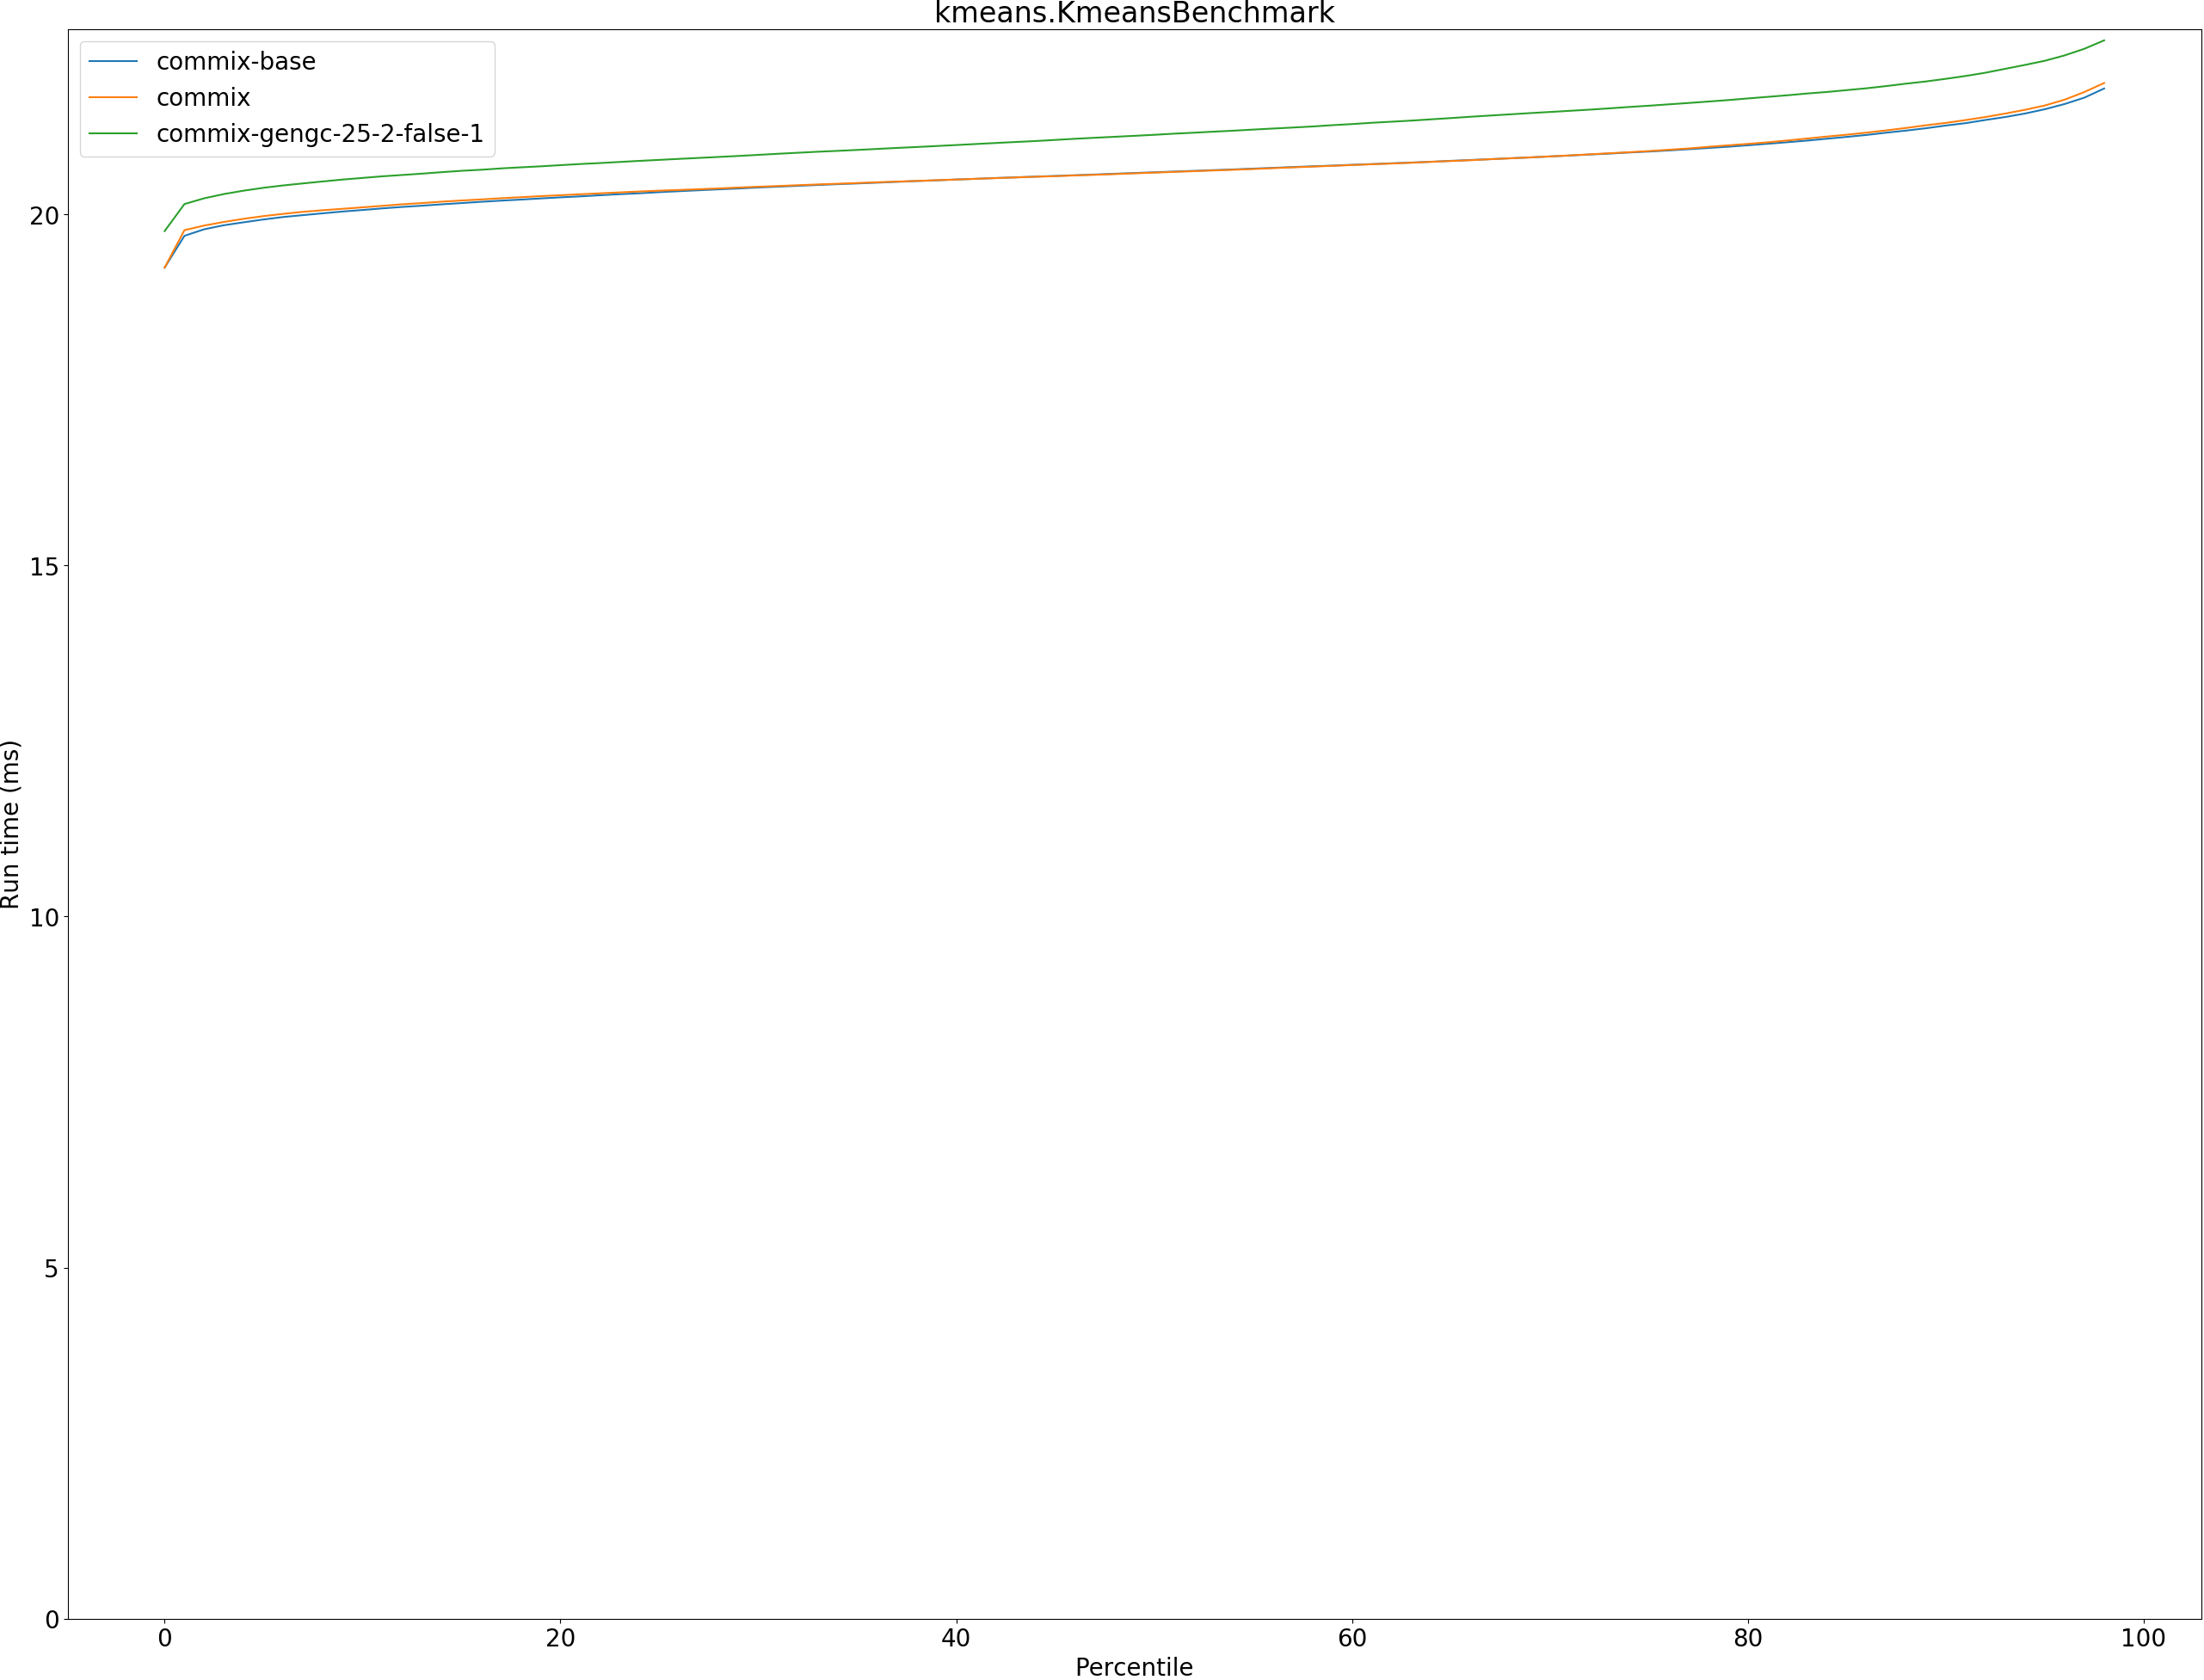 kmeans.KmeansBenchmark
commix-base
commix
commix-gengc-25-2-false-1
20
15
10
5
0
Run time (ms)
0 20 40 60 80 100
Percentile